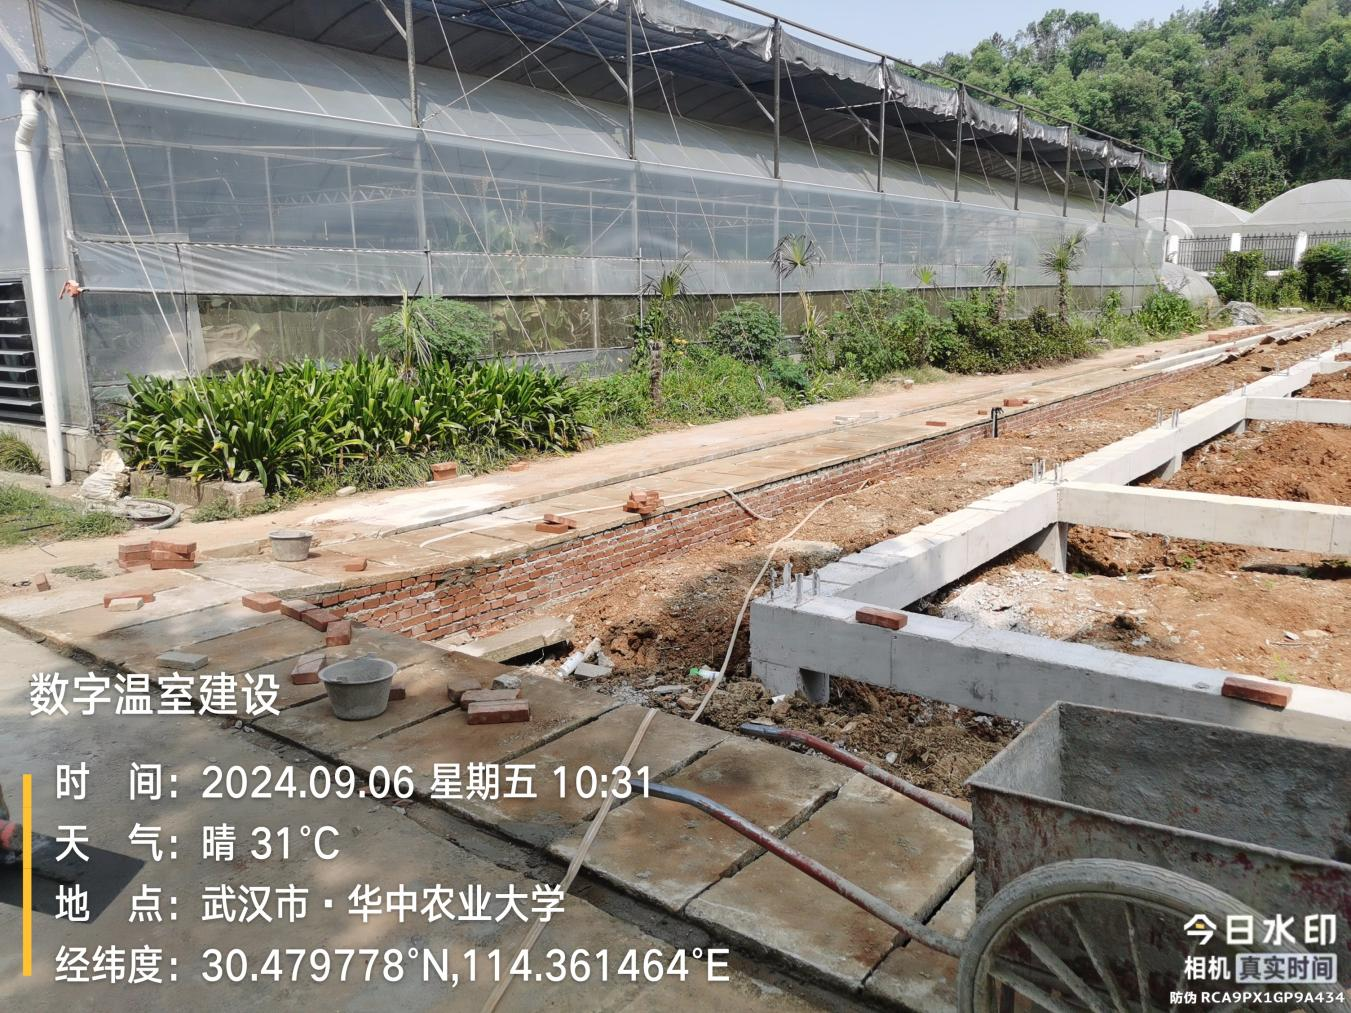 数字温室建设
时 间：2024.09.06 星期五 10:31
天 气：晴 31℃
地 点：武汉市·华中农业大学
经纬度：30.479778°N,114.361464°E
今日水印
相机 真实时间
防伪 RCA9PX1GP9A434